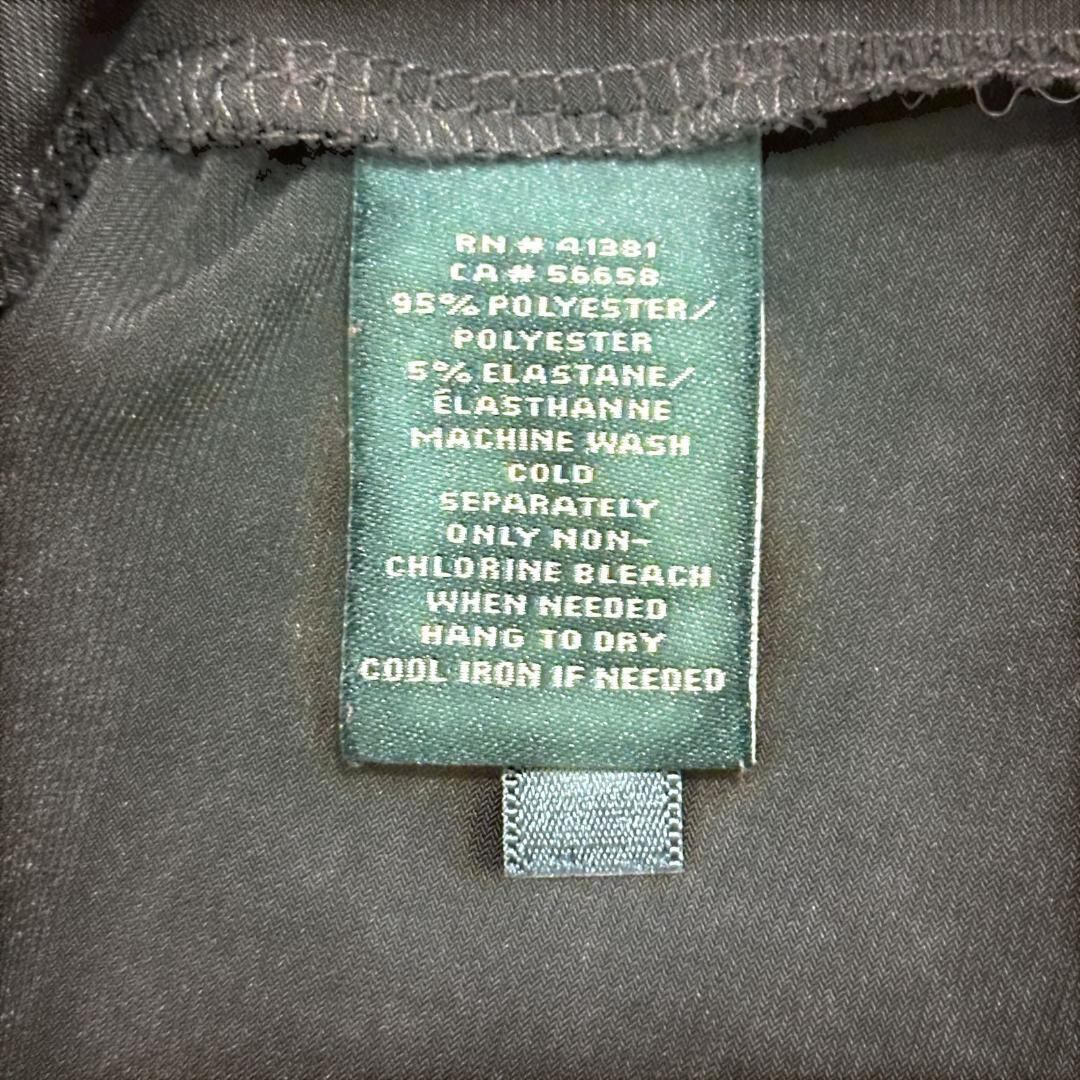 RN # 41381
CA # 56658
95% POLYESTER/
POLYESTER
5% ELASTANE/
ÉLASTHANNE
MACHINE WASH
COLD
SEPARATELY
ONLY NON-
CHLORINE BLEACH
WHEN NEEDED
HANG TO DRY
COOL IRON IF NEEDED